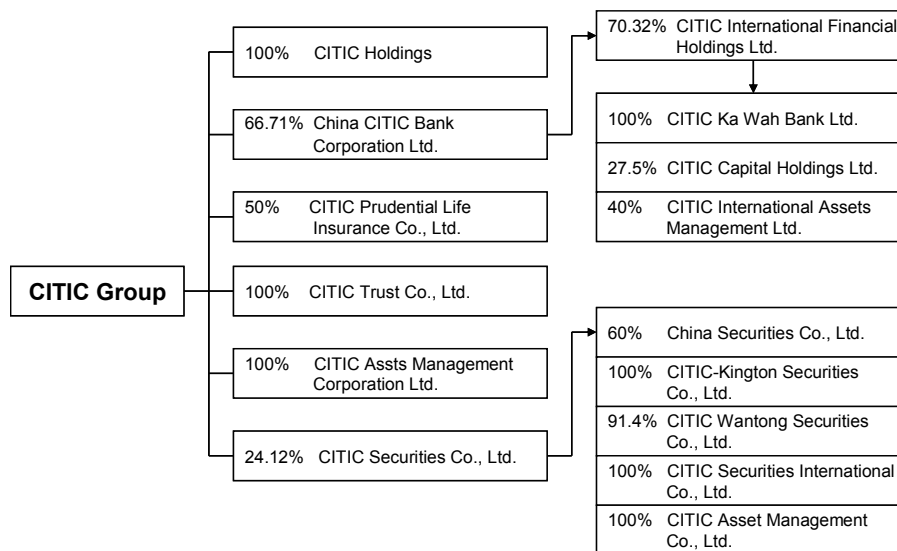 CITIC Group
100% CITIC Holdings
66.71% China CITIC Bank
Corporation Ltd.
50% CITIC Prudential Life
Insurance Co., Ltd.
100% CITIC Trust Co., Ltd.
100% CITIC Assts Management
Corporation Ltd.
24.12% CITIC Securities Co., Ltd.
70.32% CITIC International Financial
Holdings Ltd.
100% CITIC Ka Wah Bank Ltd.
27.5% CITIC Capital Holdings Ltd.
40% CITIC International Assets
Management Ltd.
60% China Securities Co., Ltd.
100% CITIC-Kington Securities
Co., Ltd.
91.4% CITIC Wantong Securities
Co., Ltd.
100% CITIC Securities International
Co., Ltd.
100% CITIC Asset Management
Co., Ltd.